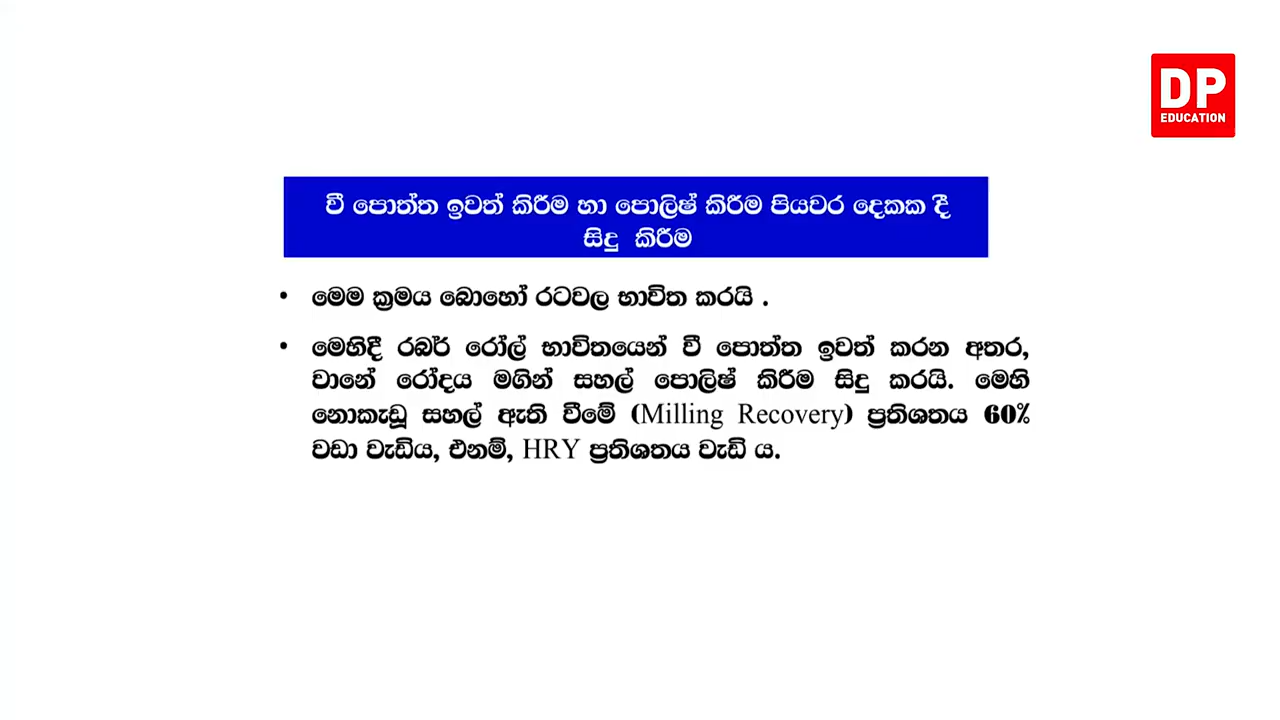 DP
EDUCATION
වී පොත්ත ඉවත් කිරීම හා පොලිෂ් කිරීම පියවර දෙකක දී
සිදු කිරීම
• මෙම ක්‍රමය බොහෝ රටවල භාවිත කරයි .
• මෙහිදී රබර් රෝල් භාවිතයෙන් වී පොත්ත ඉවත් කරන අතර,
වානේ රෝදය මගින් සහල් පොලිෂ් කිරීම සිදු කරයි. මෙහි
නොකැඩූ සහල් ඇති වීමේ (Milling Recovery) ප්‍රතිශතය 60%
වඩා වැඩිය, එනම්, HRY ප්‍රතිශතය වැඩි ය.